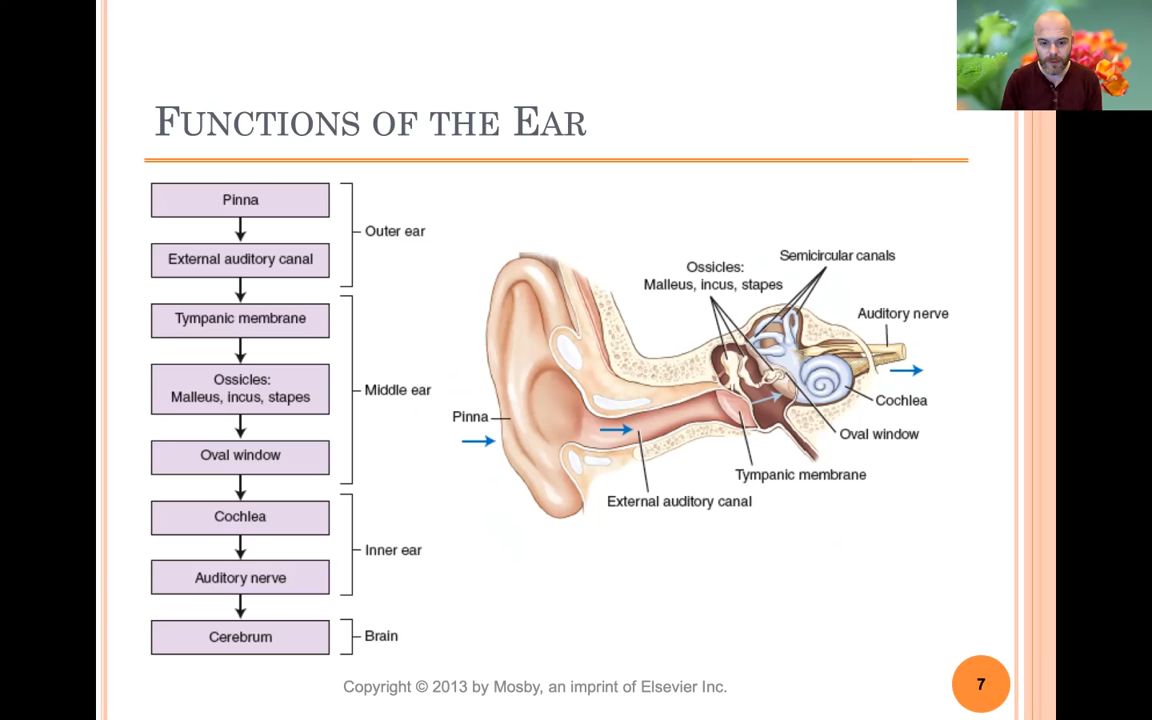 FUNCTIONS OF THE EAR
Pinna
External auditory canal
Outer ear
Tympanic membrane
Ossicles:
Malleus, incus, stapes
Oval window
Middle ear
Cochlea
Auditory nerve
Inner ear
Cerebrum
Brain
Semicircular canals
Ossicles:
Malleus, incus, stapes
Auditory nerve
Cochlea
Pinna
Oval window
Tympanic membrane
External auditory canal
Copyright © 2013 by Mosby, an imprint of Elsevier Inc.
7